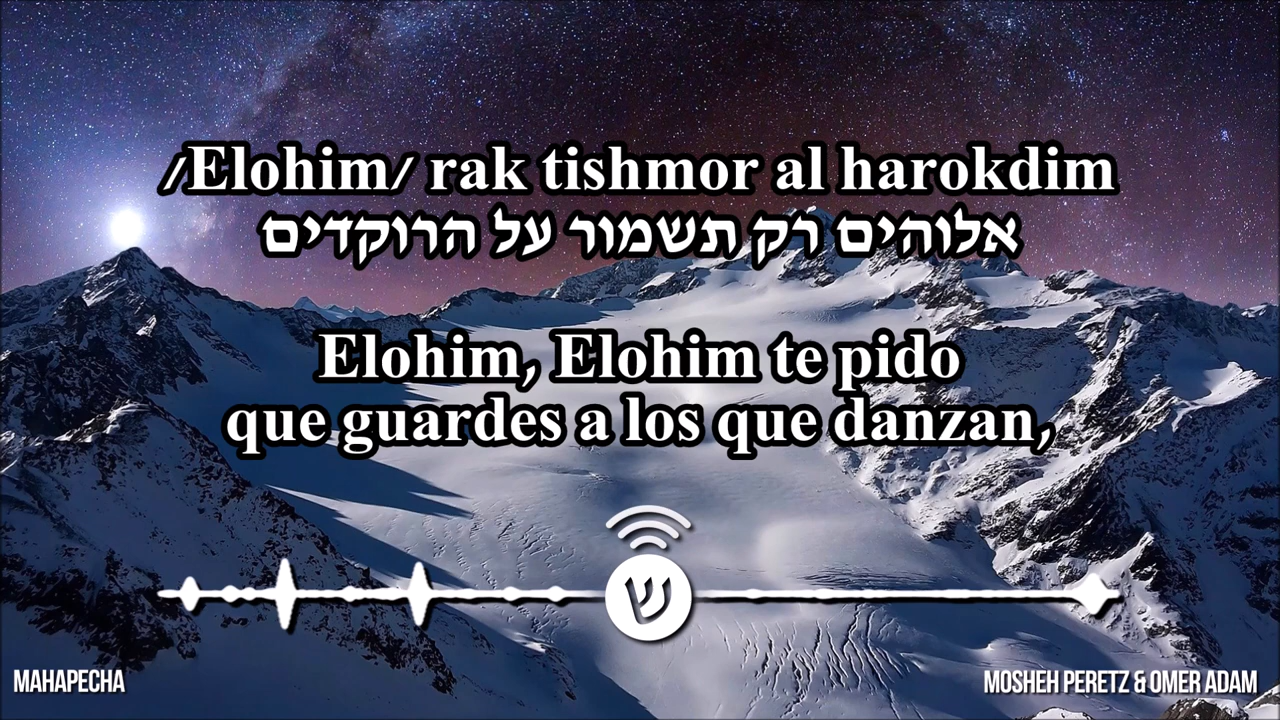 /Elohim/ rak tishmor al harokdim
אלוהים רק תשמור על הרוקדים
Elohim, Elohim te pido
que guardes a los que danzan,
ש
MAHAPECHA
MOSHEH PERETZ & OMER ADAM